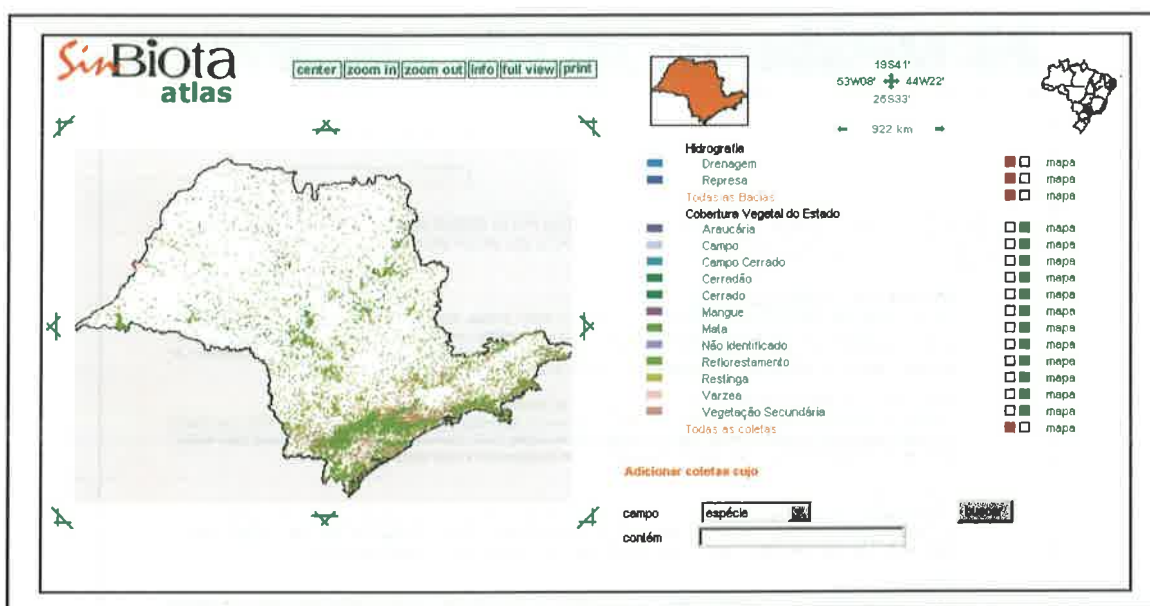 SinBiota
atlas
center zoom in zoom out info full view print
19S41'
53W08' 44W22'
25S33'
922 km
Hidrografia
Drenagem mapa
Represa mapa
Todas as Bacias mapa
Cobertura Vegetal do Estado
Araucária mapa
Campo mapa
Campo Cerrado mapa
Cerradão mapa
Cerrado mapa
Mangue mapa
Mata mapa
Não Identificado mapa
Reflorestamento mapa
Restinga mapa
Varzea mapa
Vegetação Secundária mapa
Todas as coletas mapa
Adicionar coletas cujo
campo espécie
contém